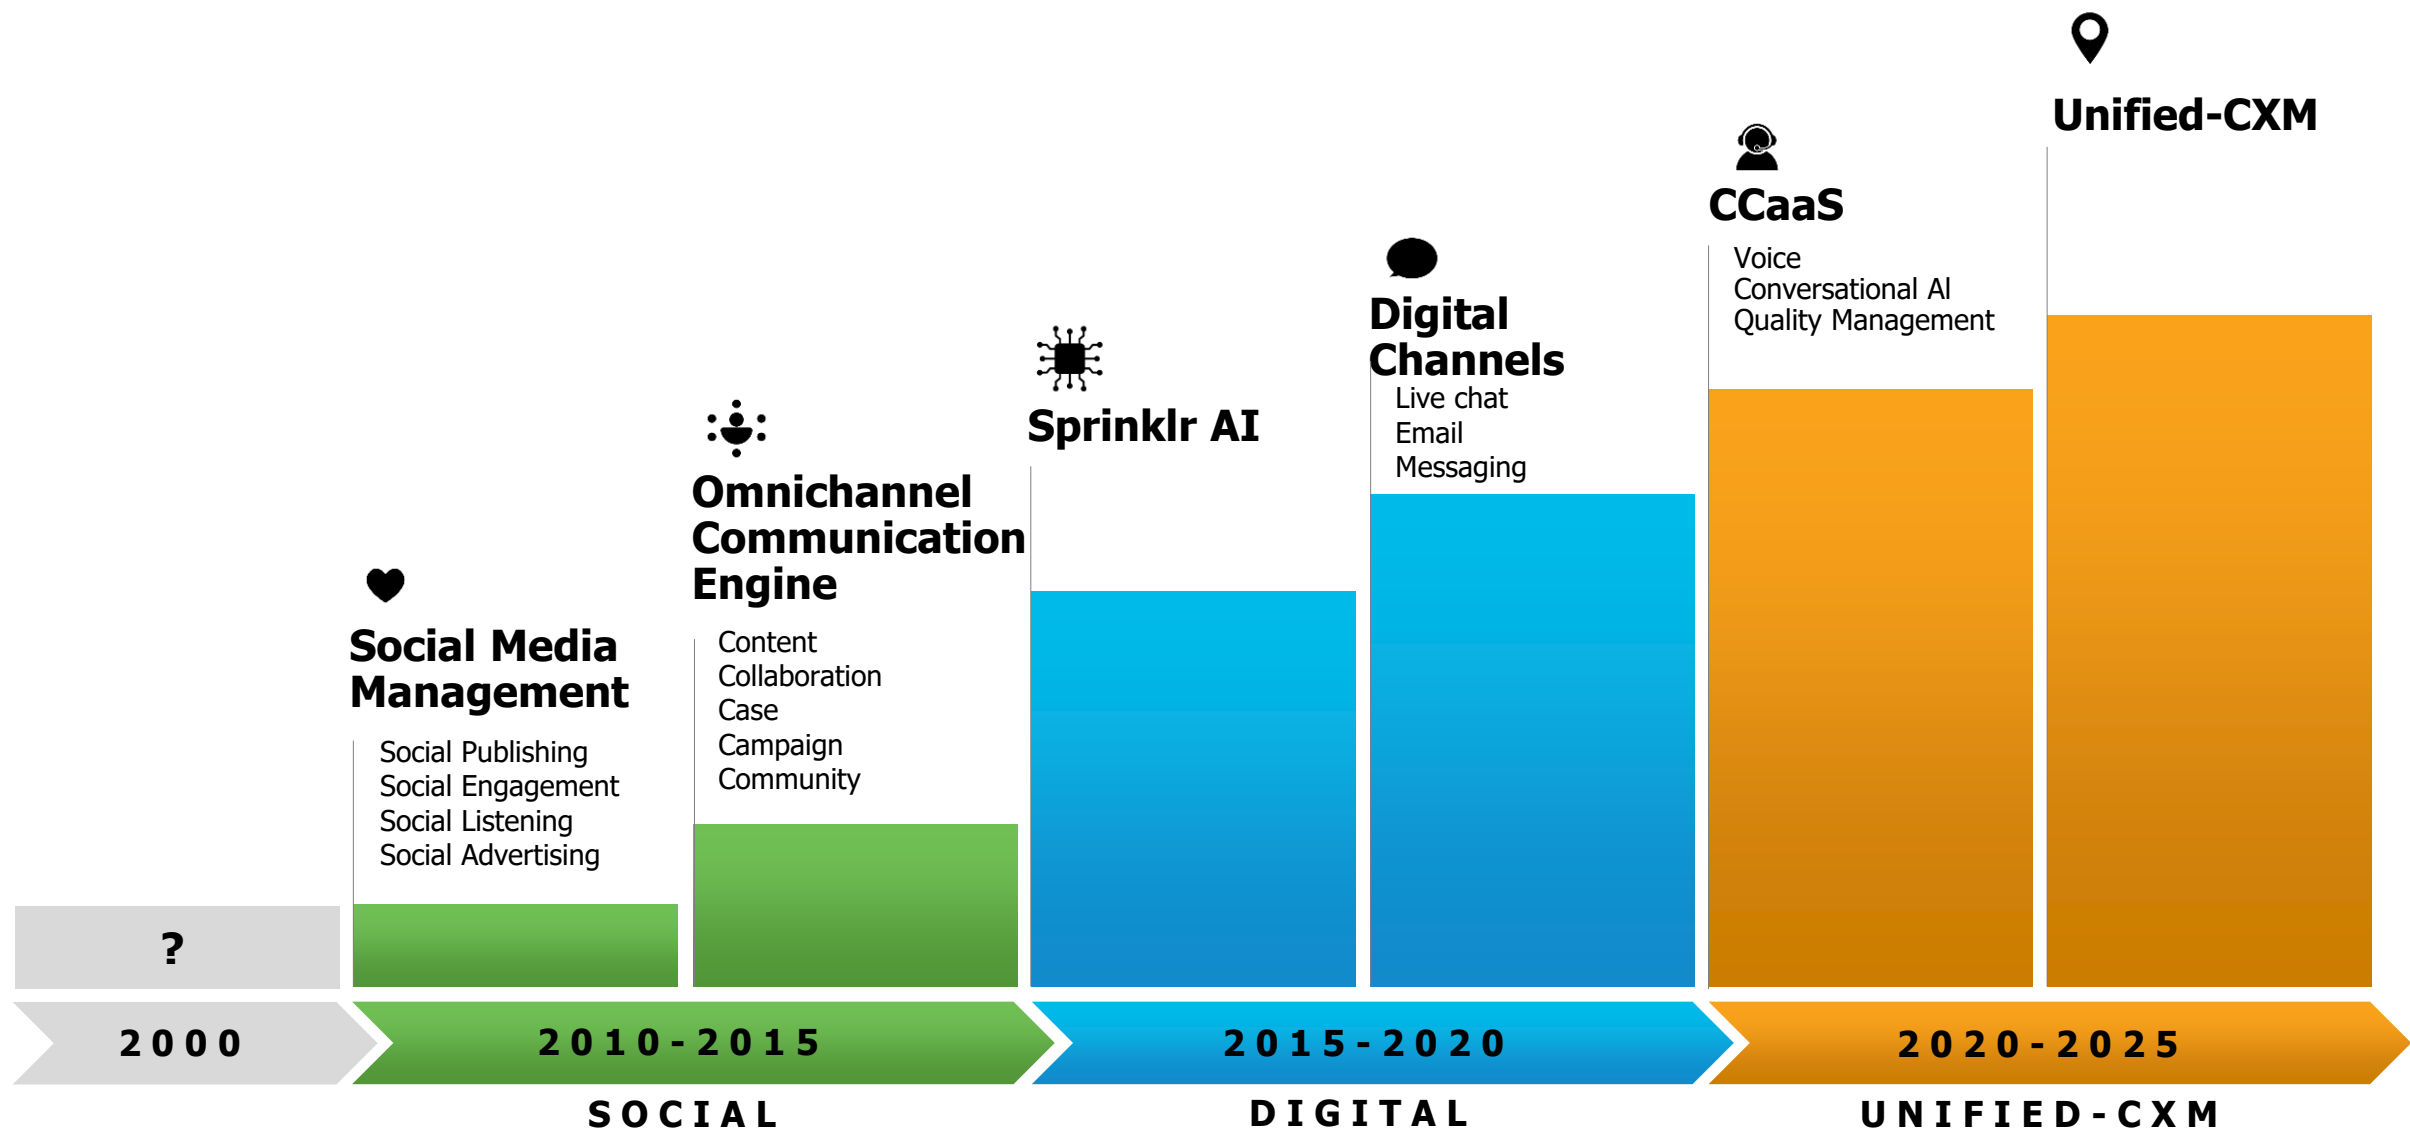 Unified-CXM
CCaaS
Voice
Conversational AI
Quality Management
Digital
Channels
Live chat
Email
Messaging
Sprinklr AI
Omnichannel
Communication
Engine
Content
Collaboration
Case
Campaign
Community
Social Media
Management
Social Publishing
Social Engagement
Social Listening
Social Advertising
?
2000
2010-2015
2015-2020
2020-2025
SOCIAL
DIGITAL
UNIFIED-CXM